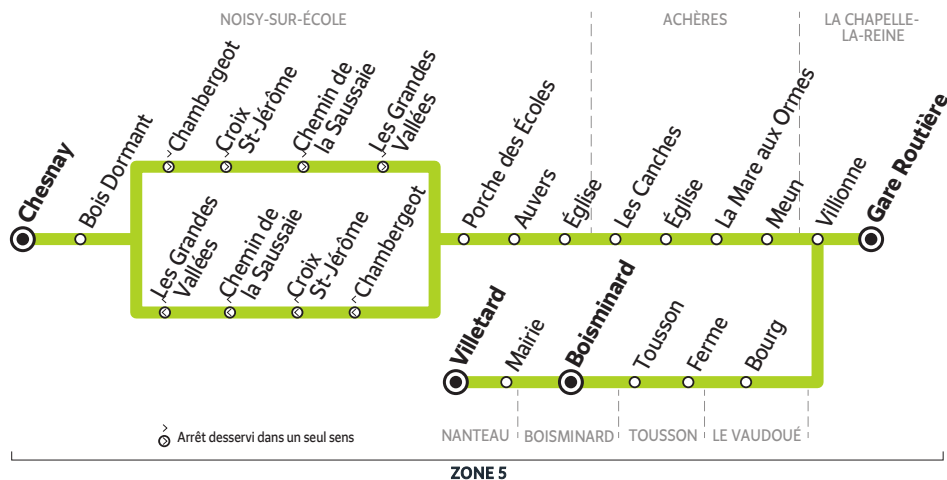 NOISY-SUR-ÉCOLE
ACHÈRES
LA CHAPELLE-
LA-REINE
Chesnay
Bois Dormant
Chambergeot
Croix
St-Jérôme
Chemin de
la Saussaie
Les Grandes
Vallées
Porche des Écoles
Auvers
Église
Les Canches
Église
La Mare aux Ormes
Meun
Villionne
Gare Routière
Les Grandes
Vallées
Chemin de
la Saussaie
Croix
St-Jérôme
Chambergeot
Villetard
Mairie
Boisminard
Tousson
Ferme
Bourg
Arrêt desservi dans un seul sens
NANTEAU
BOISMINARD
TOUSSON
LE VAUDOUÉ
ZONE 5